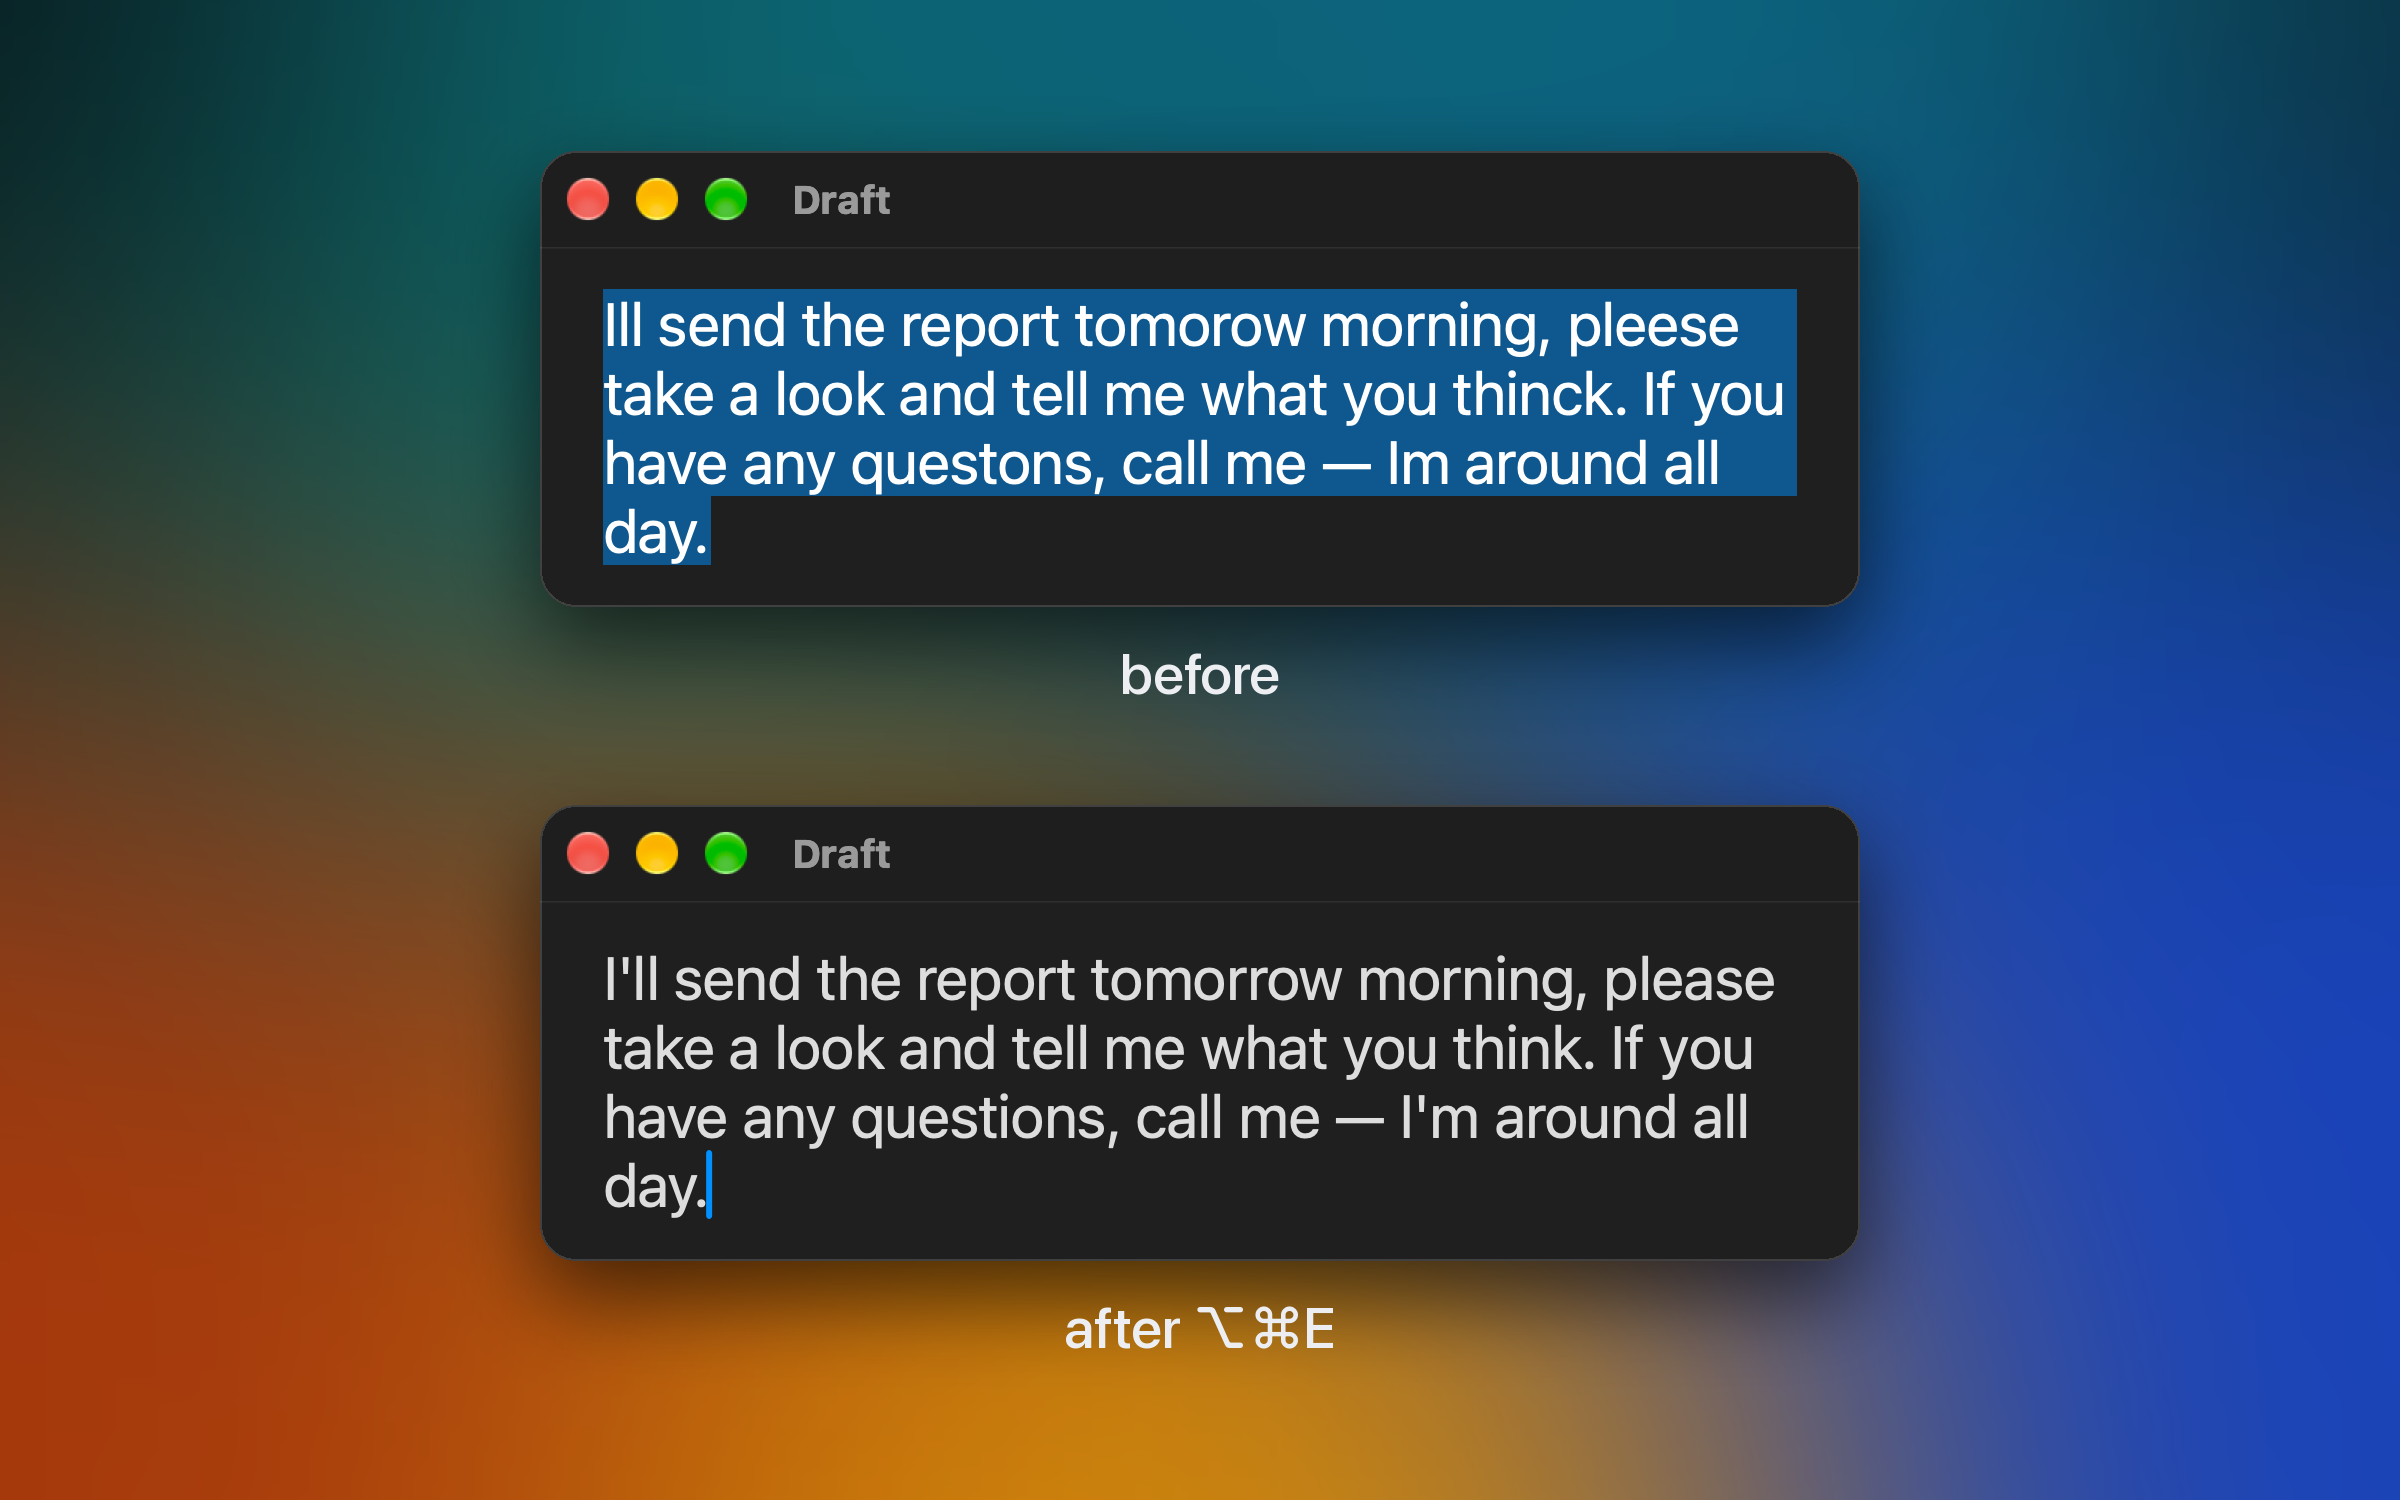 Draft
Ill send the report tomorow morning, pleese
take a look and tell me what you thinck. If you
have any questons, call me — Im around all
day.
before
Draft
I'll send the report tomorrow morning, please
take a look and tell me what you think. If you
have any questions, call me — I'm around all
day.
after ⌥⌘E